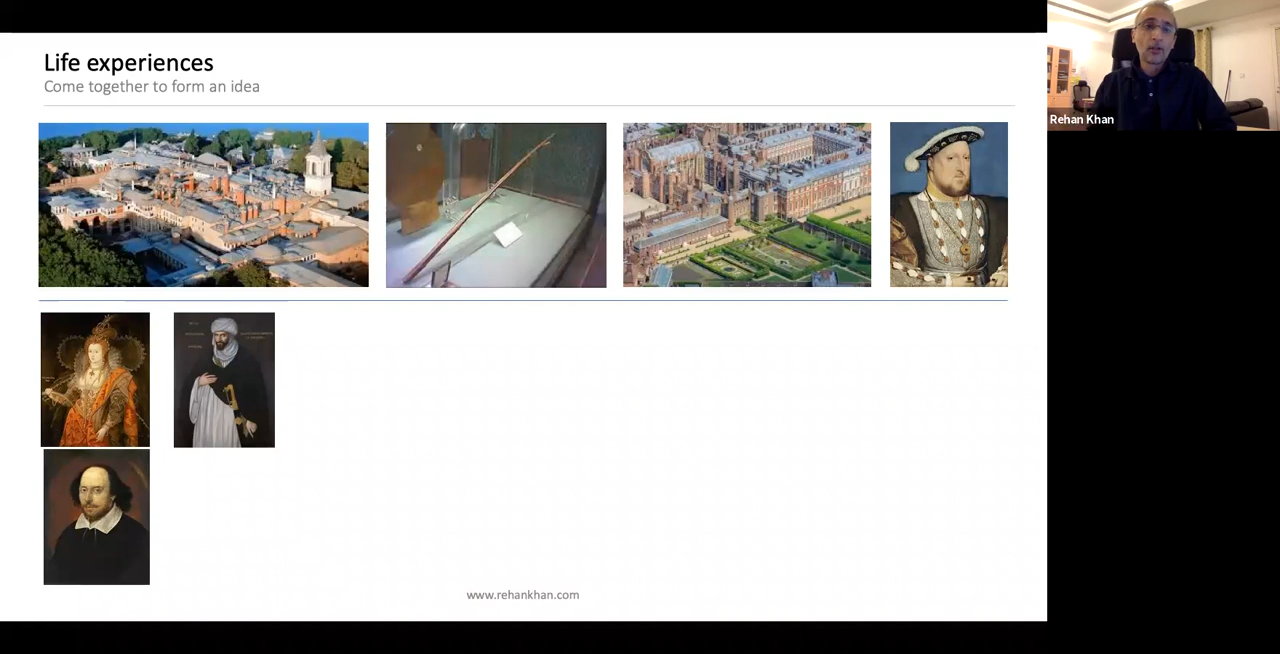 Life experiences
Come together to form an idea
Rehan Khan
www.rehankhan.com